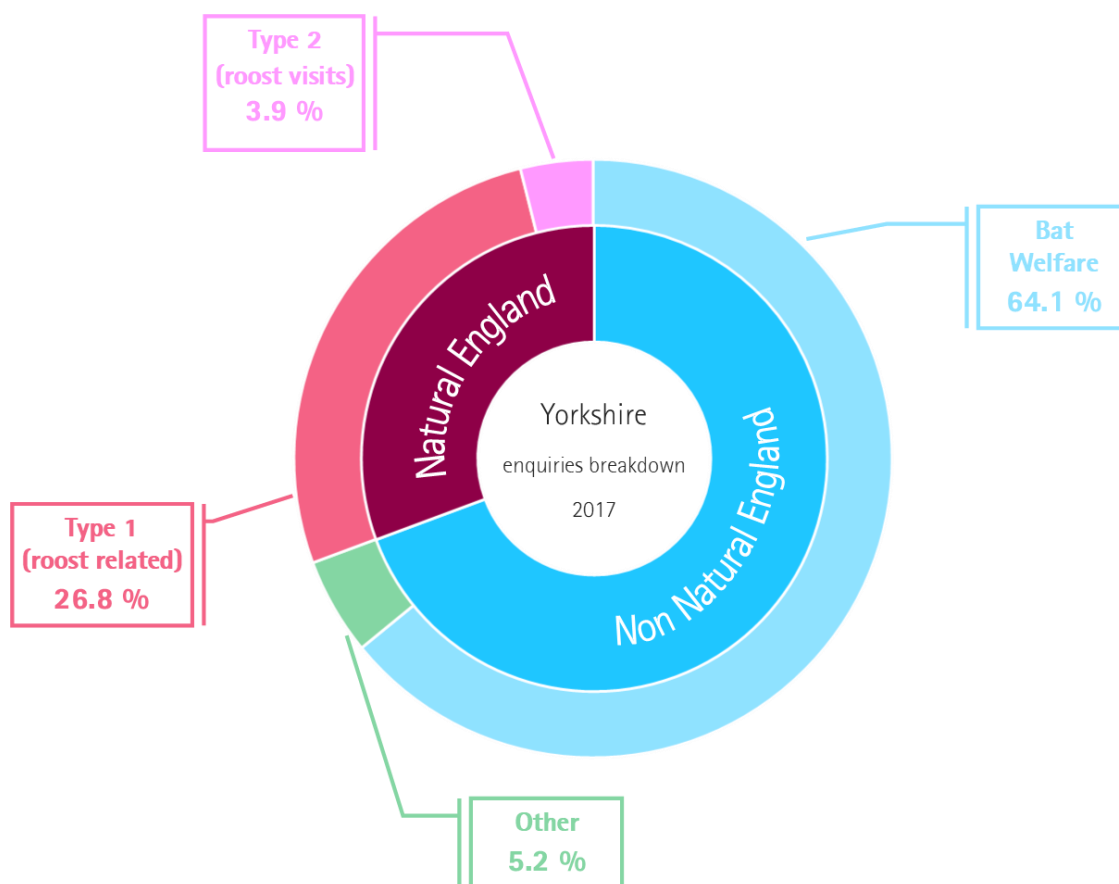 Type 2
(roost visits)
3.9 %
Bat
Welfare
64.1 %
Natural England
Yorkshire
enquiries breakdown
2017
Non Natural England
Type 1
(roost related)
26.8 %
Other
5.2 %